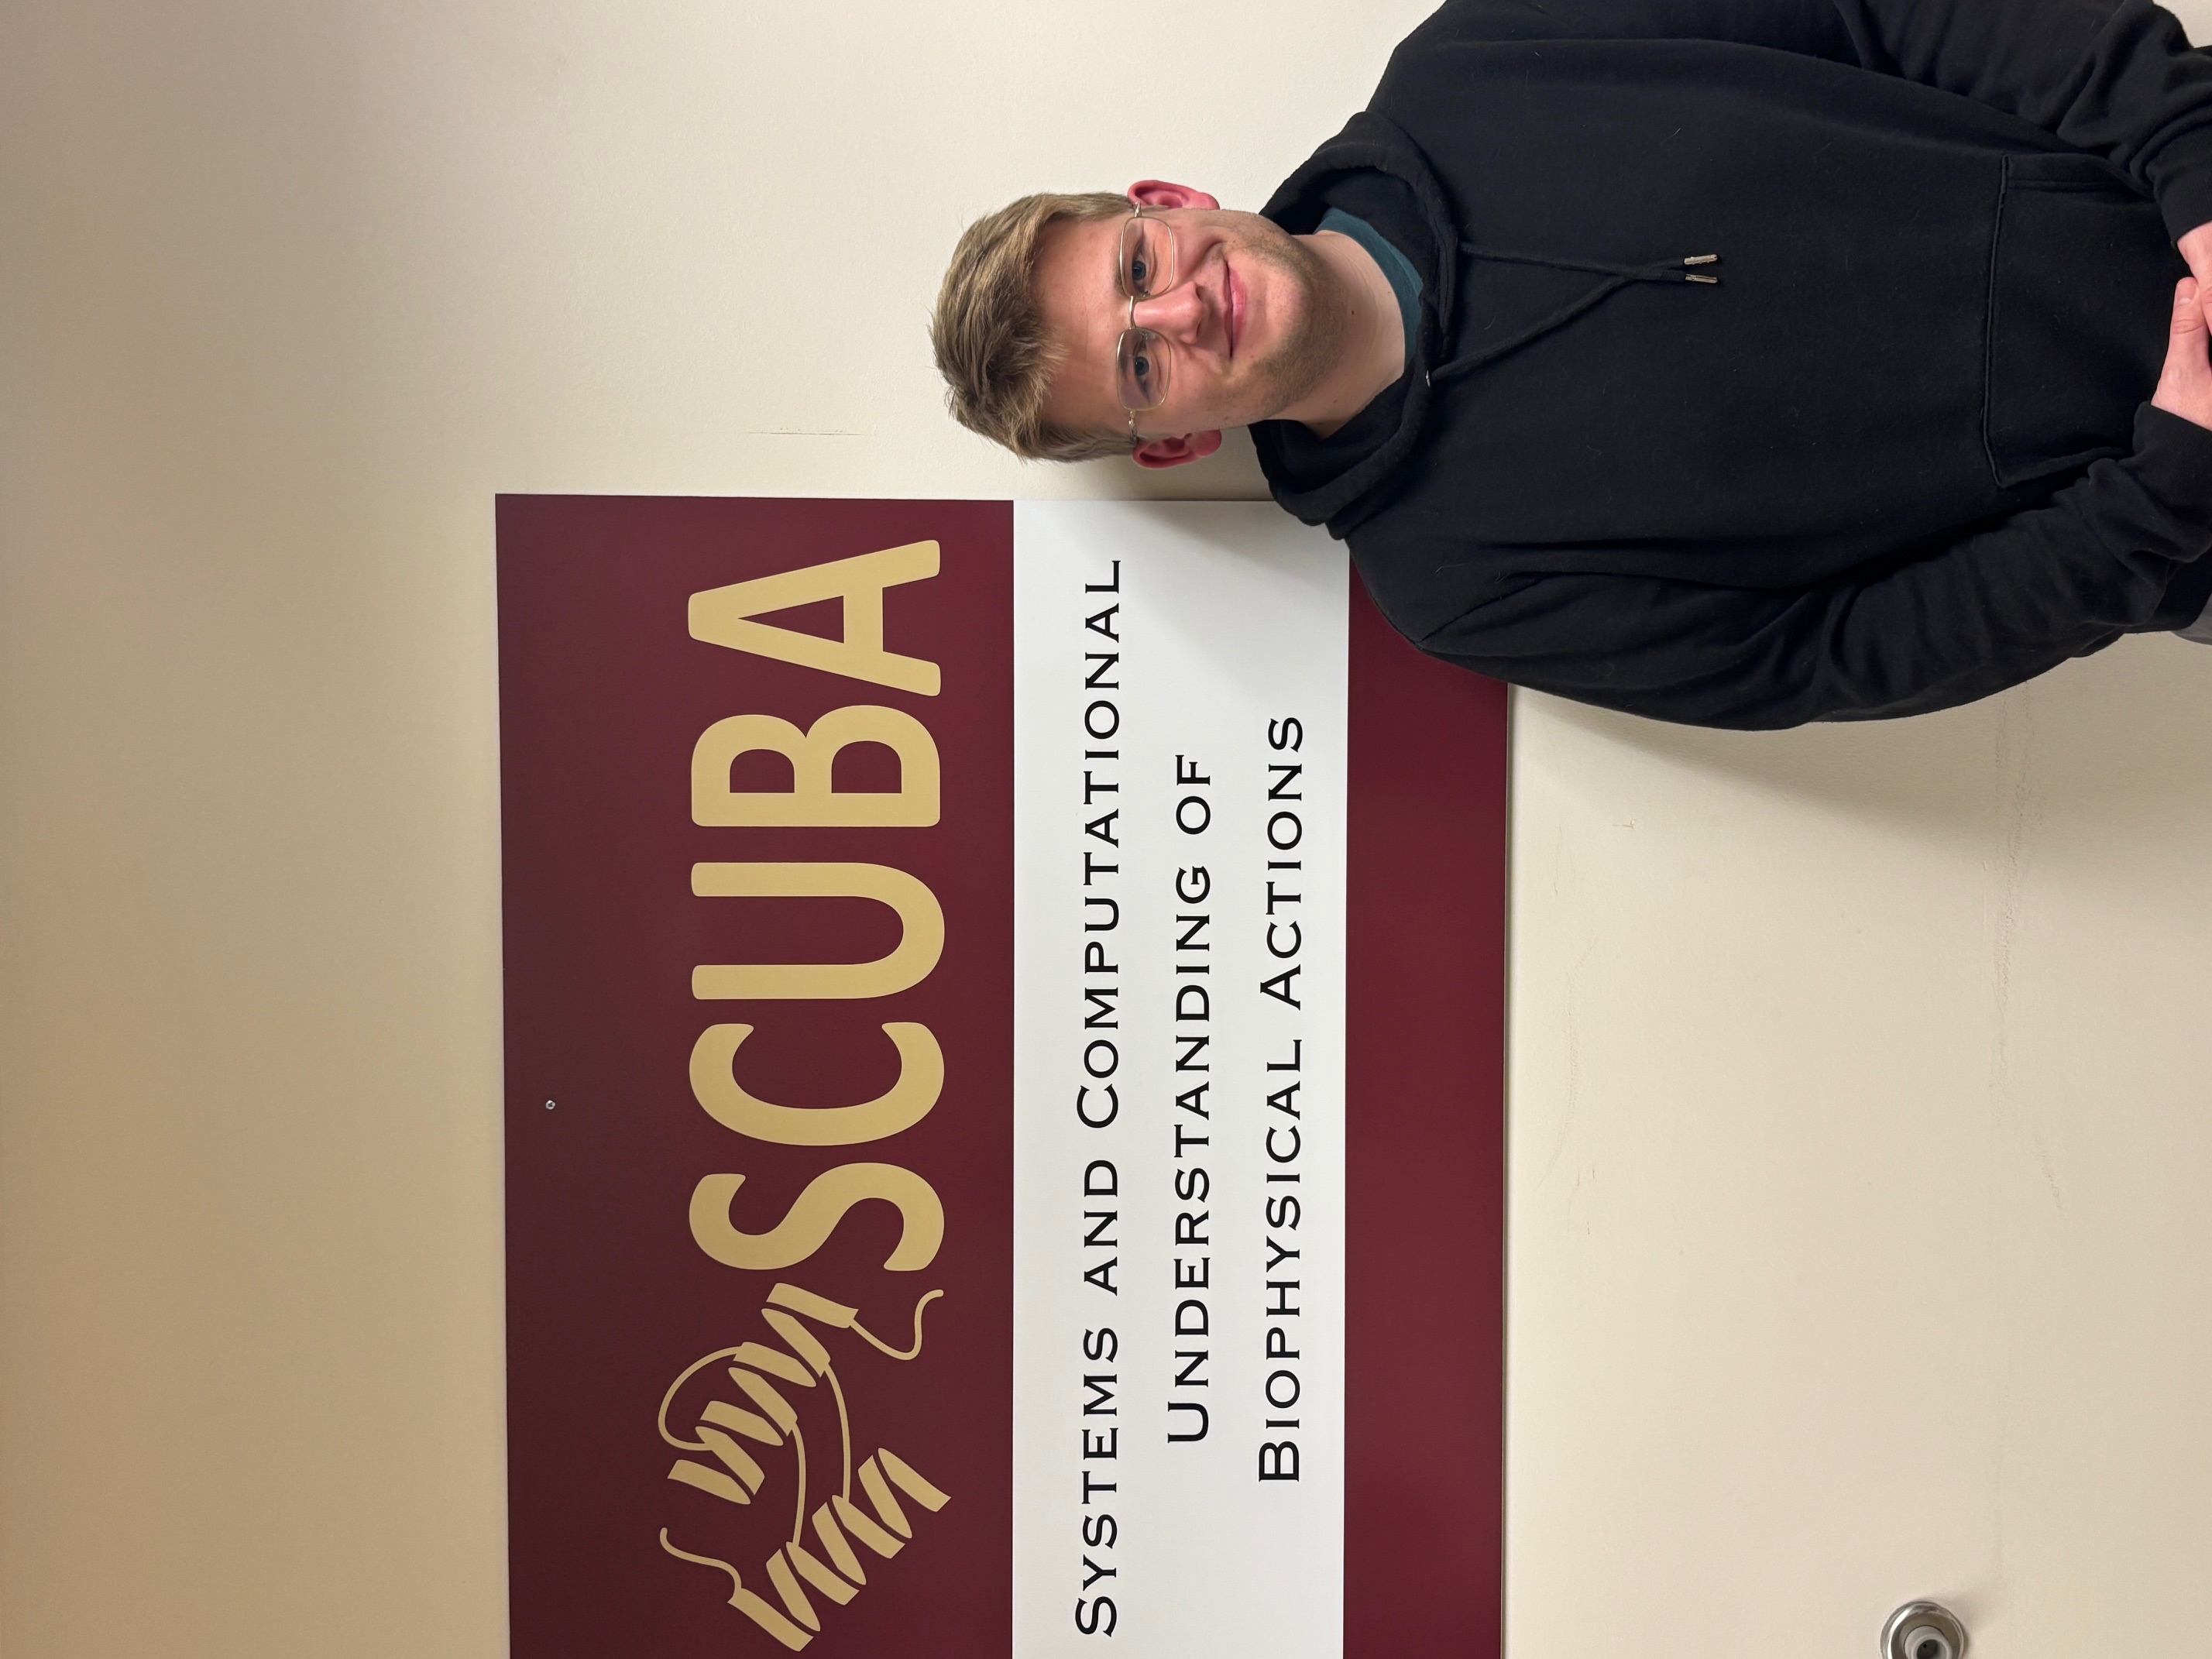 SCUBA
SYSTEMS AND COMPUTATIONAL
UNDERSTANDING OF
BIOPHYSICAL ACTIONS